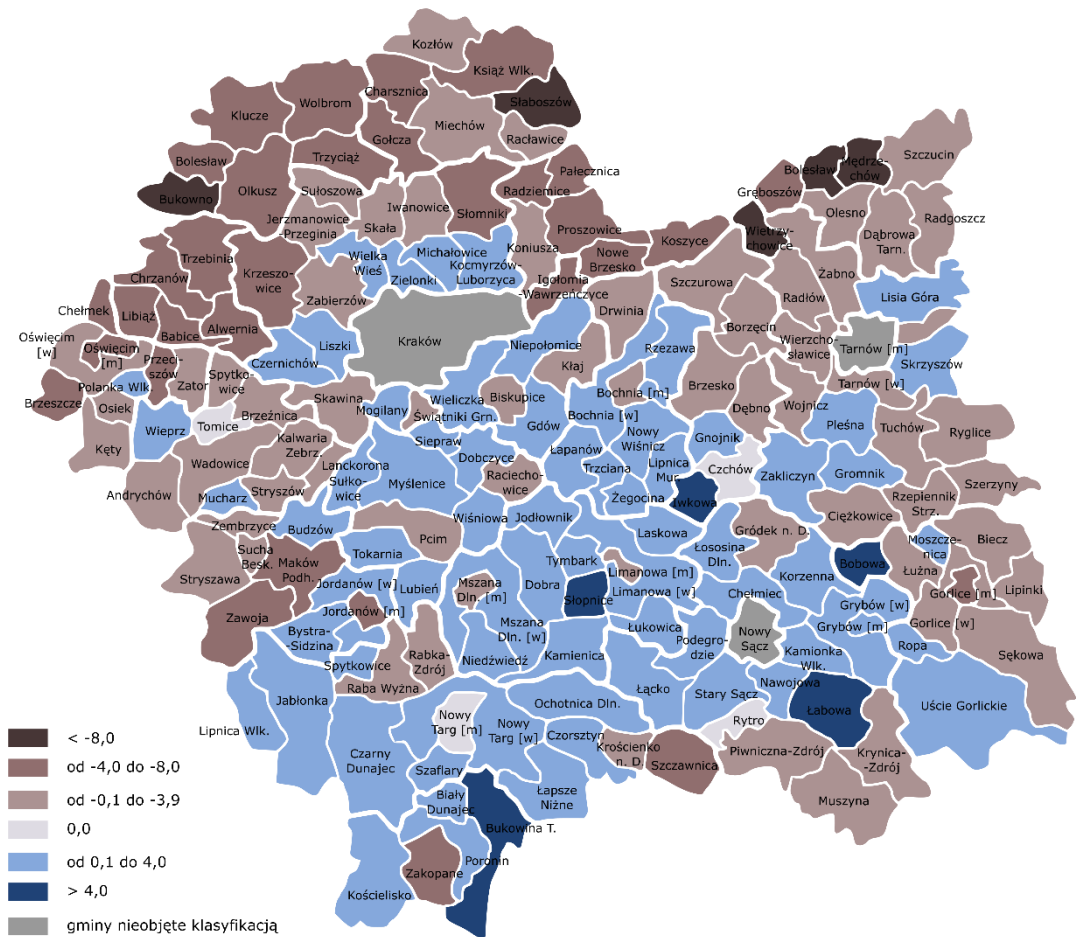 Kozłów
Książ Wlk.
Charsznica
Wolbrom
Klucze
Słaboszów
Miechów
Racławice
Gołcza
Bolesław
Trzyciąż
Pałecznica
Olkusz
Sułoszowa
Radziemice
Bukowno
Iwanowice
Słomniki
Jerzmanowice
-Przeginia
Skała
Proszowice
Koniusza
Michałowice
Wielka
Wieś
Zielonki
Kocmyrzów-
Luborzyca
Nowe
Brzesko
Koszyce
Igołomia
-Wawrzeńczyce
Trzebinia
Chrzanów
Krzeszo-
wice
Zabierzów
Chełmek
Libiąż
Babice
Alwernia
Kraków
Liszki
Czernichów
Niepołomice
Drwinia
Szczurowa
Bolesław
Mędrze-
chów
Szczucin
Gręboszów
Olesno
Wietrzy-
chowice
Dąbrowa
Tarn.
Radgoszcz
Żabno
Radłów
Lisia Góra
Borzęcin
Wierzcho-
sławice
Tarnów [m]
Skrzyszów
Tarnów [w]
Oświęcim
[w]
Oświęcim
[m]
Przeci-
szów
Zator
Spytko-
wice
Polanka Wlk.
Brzeszcze
Osiek
Wieprz
Tomice
Brzeźnica
Skawina
Kęty
Wadowice
Kalwaria
Zebrz.
Andrychów
Mucharz
Stryszów
Lanckorona
Sułko-
wice
Mogilany
Świątniki Grn.
Wieliczka
Biskupice
Kłaj
Siepraw
Dobczyce
Gdów
Myślenice
Raciecho-
wice
Rzezawa
Bochnia [m]
Bochnia [w]
Brzesko
Dębno
Wojnicz
Nowy
Wiśnicz
Łapanów
Trzciana
Lipnica
Mur.
Żegocina
Gnojnik
Czchów
Iwkowa
Zakliczyn
Pleśna
Tuchów
Ryglice
Gromnik
Szerzyny
Rzepiennik
Strz.
Ciężkowice
Zembrzyce
Budzów
Sucha
Besk.
Maków
Podh.
Stryszawa
Zawoja
Tokarnia
Pcim
Wiśniowa
Jodłownik
Laskowa
Łososina
Dln.
Gródek n. D.
Jordanów [w]
Lubień
Jordanów [m]
Mszana
Dln. [m]
Dobra
Tymbark
Limanowa [m]
Słopnice
Limanowa [w]
Bystra-
-Sidzina
Spytkowice
Rabka-
Zdrój
Raba Wyżna
Mszana
Dln. [w]
Niedźwiedź
Kamienica
Łukowica
Chełmiec
Podegro-
dzie
Nowy
Sącz
Korzenna
Bobowa
Moszcze-
nica
Łużna
Biecz
Gorlice [m]
Lipinki
Grybów [w]
Grybów [m]
Gorlice [w]
Ropa
Sękowa
Kamionka
Wlk.
Nawojowa
Łabowa
Uście Gorlickie
Łącko
Stary Sącz
Rytro
Piwniczna-Zdrój
Krynica-
-Zdrój
Muszyna
Jabłonka
Lipnica Wlk.
Czarny
Dunajec
Nowy
Targ [m]
Nowy
Targ [w]
Ochotnica Dln.
Czorsztyn
Krościenko
n. D.
Szczawnica
Szaflary
Biały
Dunajec
Łapsze
Niżne
Bukowina T.
Poronin
Zakopane
Kościelisko
< -8,0
od -4,0 do -8,0
od -0,1 do -3,9
0,0
od 0,1 do 4,0
> 4,0
gminy nieobjęte klasyfikacją